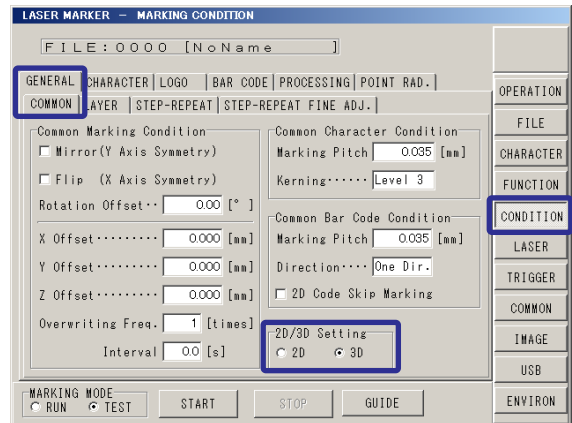 LASER MARKER － MARKING CONDITION
FILE:0000 [NoName ]
GENERAL CHARACTER LOGO BAR CODE PROCESSING POINT RAD.
COMMON LAYER STEP-REPEAT STEP-REPEAT FINE ADJ.
Common Marking Condition
Mirror(Y Axis Symmetry)
Flip (X Axis Symmetry)
Rotation Offset·· 0.00 [° ]
X Offset········· 0.000 [mm]
Y Offset········· 0.000 [mm]
Z Offset········· 0.000 [mm]
Overwriting Freq. 1 [times]
Interval 0.0 [s]
Common Character Condition
Marking Pitch 0.035 [mm]
Kerning······ Level 3
Common Bar Code Condition
Marking Pitch 0.035 [mm]
Direction···· One Dir.
2D Code Skip Marking
2D/3D Setting
2D 3D
MARKING MODE
RUN TEST START STOP GUIDE
OPERATION
FILE
CHARACTER
FUNCTION
CONDITION
LASER
TRIGGER
COMMON
IMAGE
USB
ENVIRON